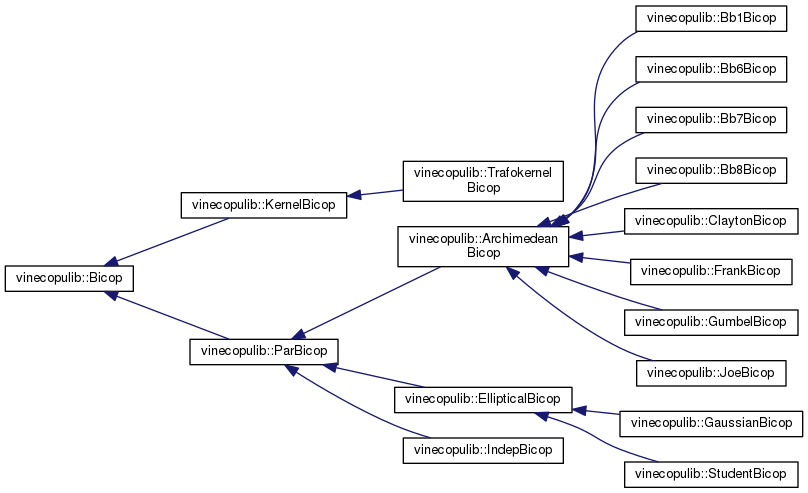 vinecopulib::Bb1Bicop
vinecopulib::Bb6Bicop
vinecopulib::Bb7Bicop
vinecopulib::Trafokernel
Bicop
vinecopulib::Bb8Bicop
vinecopulib::KernelBicop
vinecopulib::ClaytonBicop
vinecopulib::Archimedean
Bicop
vinecopulib::FrankBicop
vinecopulib::Bicop
vinecopulib::GumbelBicop
vinecopulib::ParBicop
vinecopulib::JoeBicop
vinecopulib::EllipticalBicop
vinecopulib::GaussianBicop
vinecopulib::IndepBicop
vinecopulib::StudentBicop